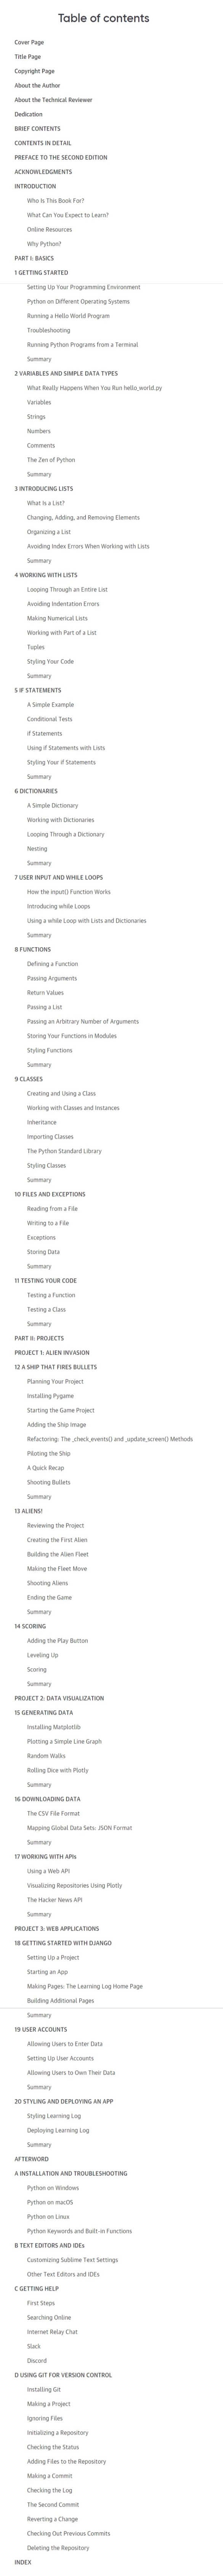 Table of contents
Cover Page
Title Page
Copyright Page
About the Author
About the Technical Reviewer
Dedication
BRIEF CONTENTS
CONTENTS IN DETAIL
PREFACE TO THE SECOND EDITION
ACKNOWLEDGMENTS
INTRODUCTION
Who Is This Book For?
What Can You Expect to Learn?
Online Resources
Why Python?
PART I: BASICS
1 GETTING STARTED
Setting Up Your Programming Environment
Python on Different Operating Systems
Running a Hello World Program
Troubleshooting
Running Python Programs from a Terminal
Summary
2 VARIABLES AND SIMPLE DATA TYPES
What Really Happens When You Run hello_world.py
Variables
Strings
Numbers
Comments
The Zen of Python
Summary
3 INTRODUCING LISTS
What Is a List?
Changing, Adding, and Removing Elements
Organizing a List
Avoiding Index Errors When Working with Lists
Summary
4 WORKING WITH LISTS
Looping Through an Entire List
Avoiding Indentation Errors
Making Numerical Lists
Working with Part of a List
Tuples
Styling Your Code
Summary
5 IF STATEMENTS
A Simple Example
Conditional Tests
if Statements
Using if Statements with Lists
Styling Your if Statements
Summary
6 DICTIONARIES
A Simple Dictionary
Working with Dictionaries
Looping Through a Dictionary
Nesting
Summary
7 USER INPUT AND WHILE LOOPS
How the input() Function Works
Introducing while Loops
Using a while Loop with Lists and Dictionaries
Summary
8 FUNCTIONS
Defining a Function
Passing Arguments
Return Values
Passing a List
Passing an Arbitrary Number of Arguments
Storing Your Functions in Modules
Styling Functions
Summary
9 CLASSES
Creating and Using a Class
Working with Classes and Instances
Inheritance
Importing Classes
The Python Standard Library
Styling Classes
Summary
10 FILES AND EXCEPTIONS
Reading from a File
Writing to a File
Exceptions
Storing Data
Summary
11 TESTING YOUR CODE
Testing a Function
Testing a Class
Summary
PART II: PROJECTS
PROJECT 1: ALIEN INVASION
12 A SHIP THAT FIRES BULLETS
Planning Your Project
Installing Pygame
Starting the Game Project
Adding the Ship Image
Refactoring: The _check_events() and _update_screen() Methods
Piloting the Ship
A Quick Recap
Shooting Bullets
Summary
13 ALIENS!
Reviewing the Project
Creating the First Alien
Building the Alien Fleet
Making the Fleet Move
Shooting Aliens
Ending the Game
Summary
14 SCORING
Adding the Play Button
Leveling Up
Scoring
Summary
PROJECT 2: DATA VISUALIZATION
15 GENERATING DATA
Installing Matplotlib
Plotting a Simple Line Graph
Random Walks
Rolling Dice with Plotly
Summary
16 DOWNLOADING DATA
The CSV File Format
Mapping Global Data Sets: JSON Format
Summary
17 WORKING WITH APIs
Using a Web API
Visualizing Repositories Using Plotly
The Hacker News API
Summary
PROJECT 3: WEB APPLICATIONS
18 GETTING STARTED WITH DJANGO
Setting Up a Project
Starting an App
Making Pages: The Learning Log Home Page
Building Additional Pages
Summary
19 USER ACCOUNTS
Allowing Users to Enter Data
Setting Up User Accounts
Allowing Users to Own Their Data
Summary
20 STYLING AND DEPLOYING AN APP
Styling Learning Log
Deploying Learning Log
Summary
AFTERWORD
A INSTALLATION AND TROUBLESHOOTING
Python on Windows
Python on macOS
Python on Linux
Python Keywords and Built-in Functions
B TEXT EDITORS AND IDEs
Customizing Sublime Text Settings
Other Text Editors and IDEs
C GETTING HELP
First Steps
Searching Online
Internet Relay Chat
Slack
Discord
D USING GIT FOR VERSION CONTROL
Installing Git
Making a Project
Ignoring Files
Initializing a Repository
Checking the Status
Adding Files to the Repository
Making a Commit
Checking the Log
The Second Commit
Reverting a Change
Checking Out Previous Commits
Deleting the Repository
INDEX